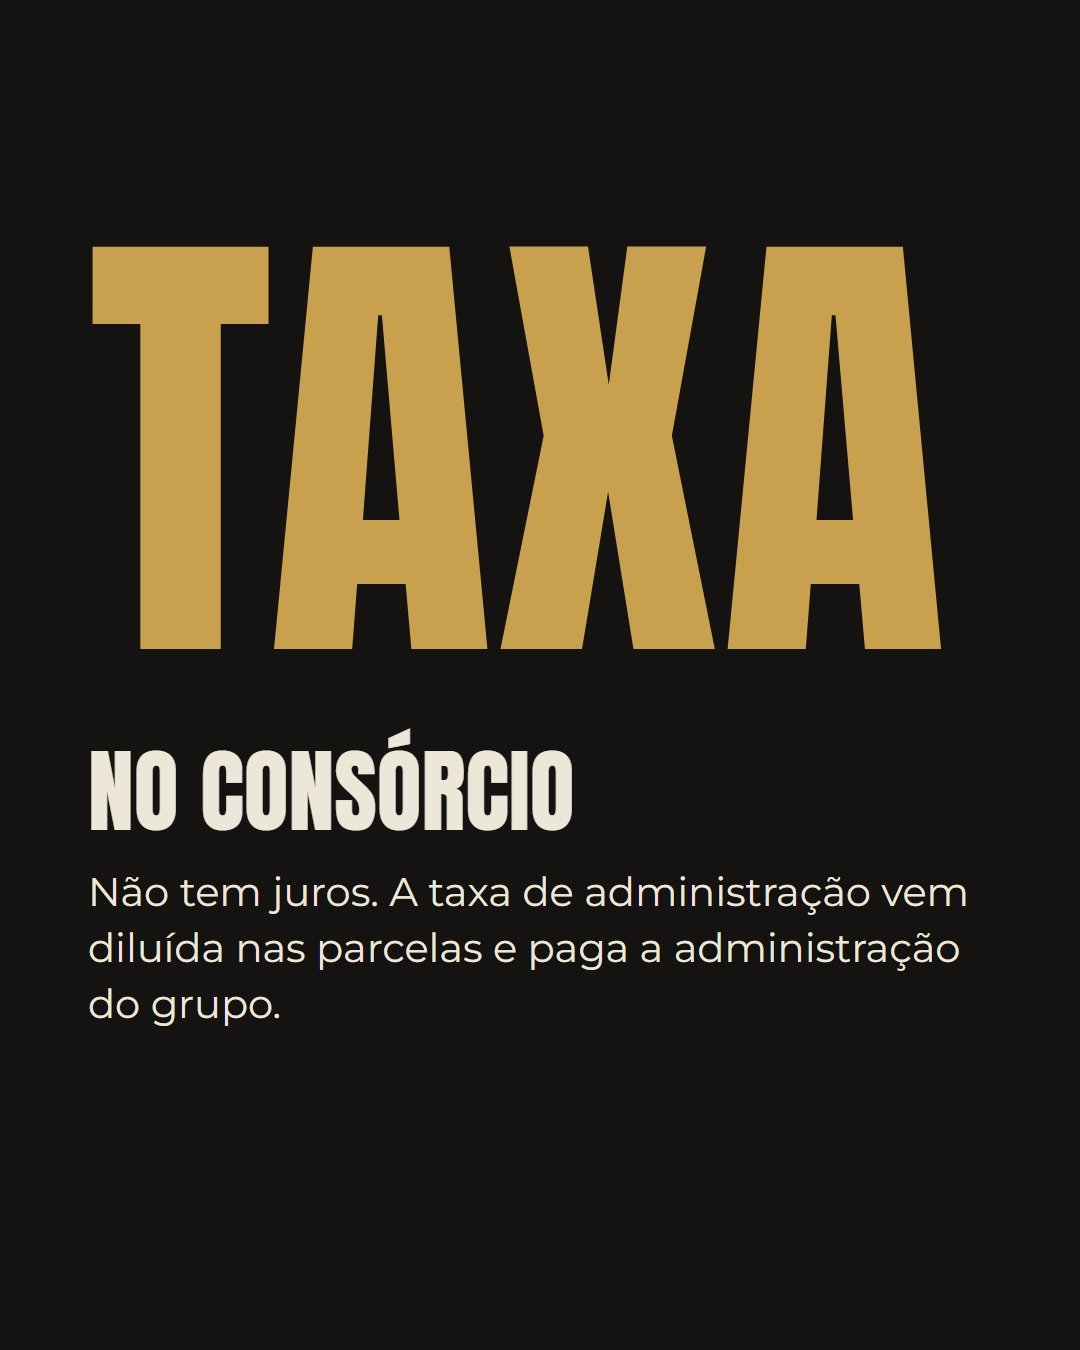 TAXA
NO CONSÓRCIO
Não tem juros. A taxa de administração vem
diluída nas parcelas e paga a administração
do grupo.